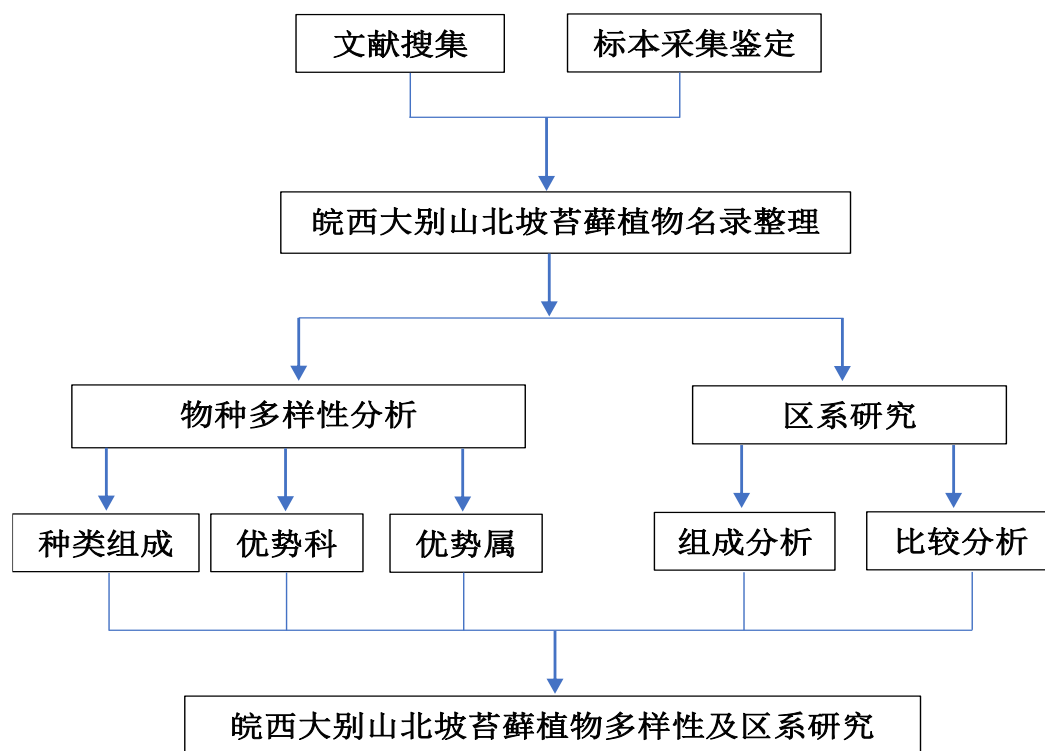 文献搜集
标本采集鉴定
皖西大别山北坡苔藓植物名录整理
物种多样性分析
区系研究
种类组成
优势科
优势属
组成分析
比较分析
皖西大别山北坡苔藓植物多样性及区系研究